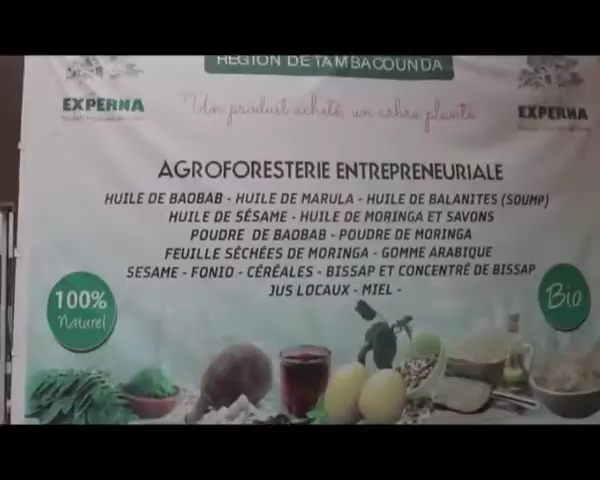 REGION DE TAMBACOUNDA
EXPERNA
Un produit acheté, un arbre planté
EXPERNA
AGROFORESTERIE ENTREPRENEURIALE
HUILE DE BAOBAB - HUILE DE MARULA - HUILE DE BALANITES (SOUMP)
HUILE DE SÉSAME - HUILE DE MORINGA ET SAVONS
POUDRE DE BAOBAB - POUDRE DE MORINGA
FEUILLE SÉCHÉES DE MORINGA - GOMME ARABIQUE
SESAME - FONIO - CÉRÉALES - BISSAP ET CONCENTRÉ DE BISSAP
JUS LOCAUX - MIEL -
100%
Naturel
Bio